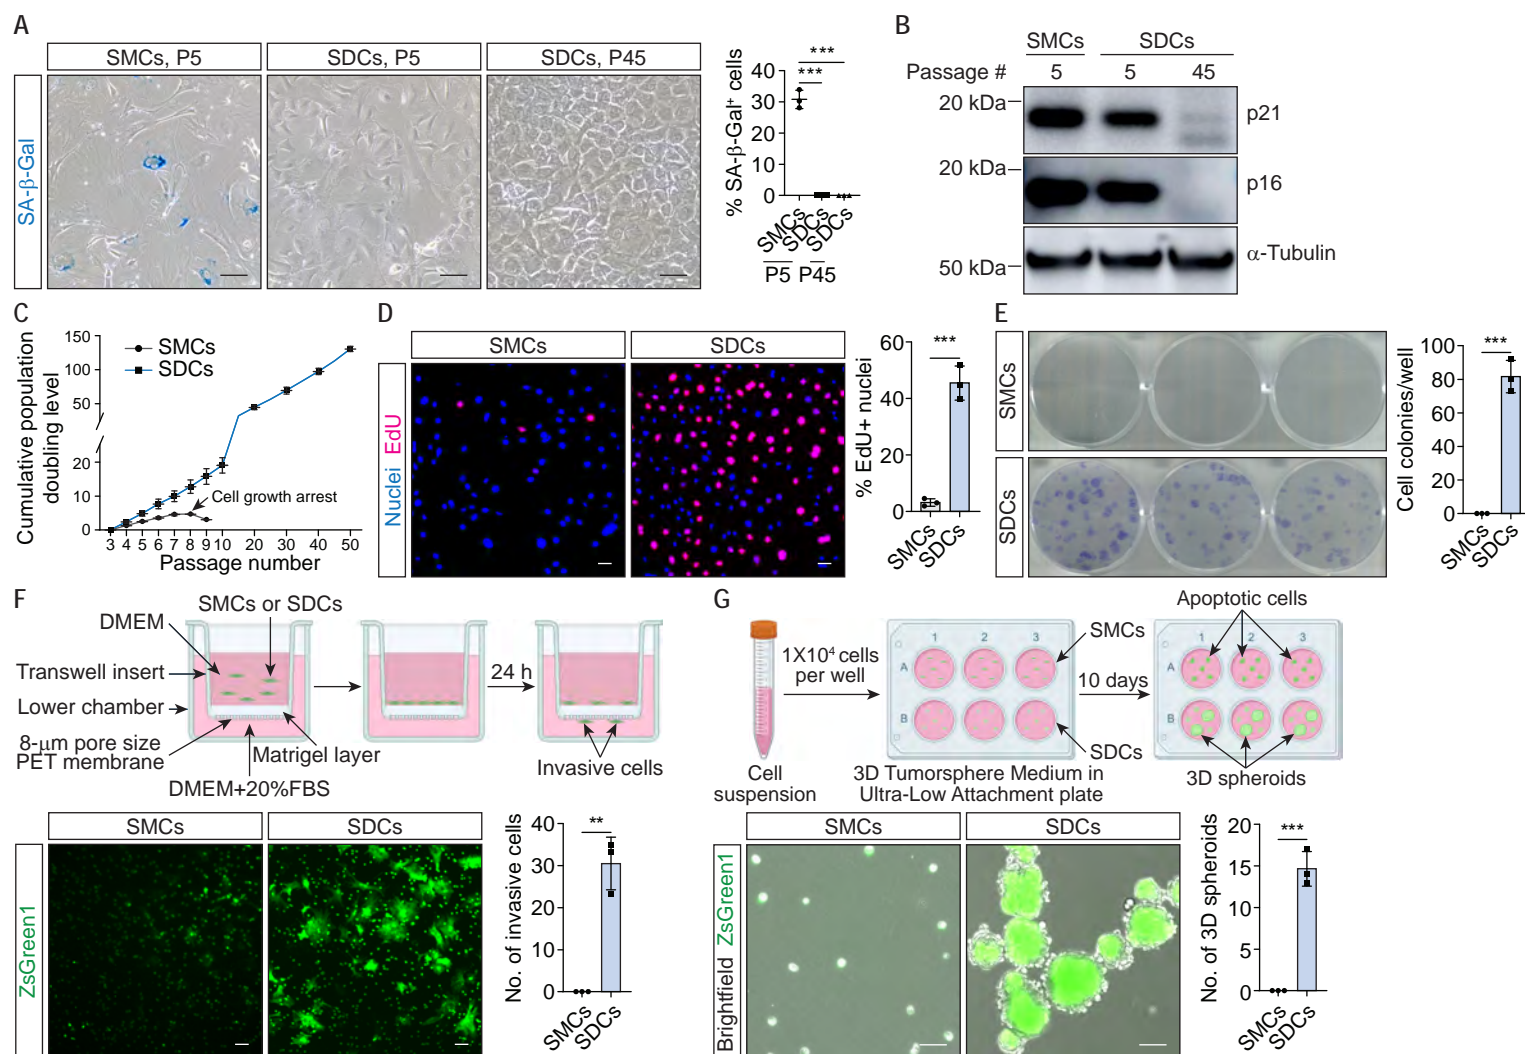 A
SMCs, P5
SDCs, P5
SDCs, P45
SA-β-Gal
% SA-β-Gal+ cells
40
30
20
10
0
***
***
SMCs
SDCs
SDCs
P5 P45
B
SMCs
SDCs
Passage # 5 5 45
20 kDa
p21
20 kDa
p16
50 kDa
α-Tubulin
C
Cumulative population
doubling level
150
100
50
20
10
0
SMCs
SDCs
Cell growth arrest
3 4 5 6 7 8 9 10 20 30 40 50
Passage number
D
SMCs
SDCs
Nuclei EdU
% EdU+ nuclei
60
40
20
0
***
SMCs
SDCs
E
SMCs
SDCs
Cell colonies/well
100
80
60
40
20
0
***
SMCs
SDCs
F
SMCs or SDCs
DMEM
Transwell insert
Lower chamber
8-μm pore size
PET membrane
Matrigel layer
DMEM+20%FBS
24 h
Invasive cells
SMCs
SDCs
ZsGreen1
No. of invasive cells
40
30
20
10
0
**
SMCs
SDCs
G
1X10⁴ cells
per well
Cell
suspension
1 2 3
A
B
SMCs
SDCs
3D Tumorsphere Medium in
Ultra-Low Attachment plate
10 days
Apoptotic cells
1 2 3
A
B
3D spheroids
SMCs
SDCs
Brightfield ZsGreen1
No. of 3D spheroids
20
15
10
5
0
***
SMCs
SDCs